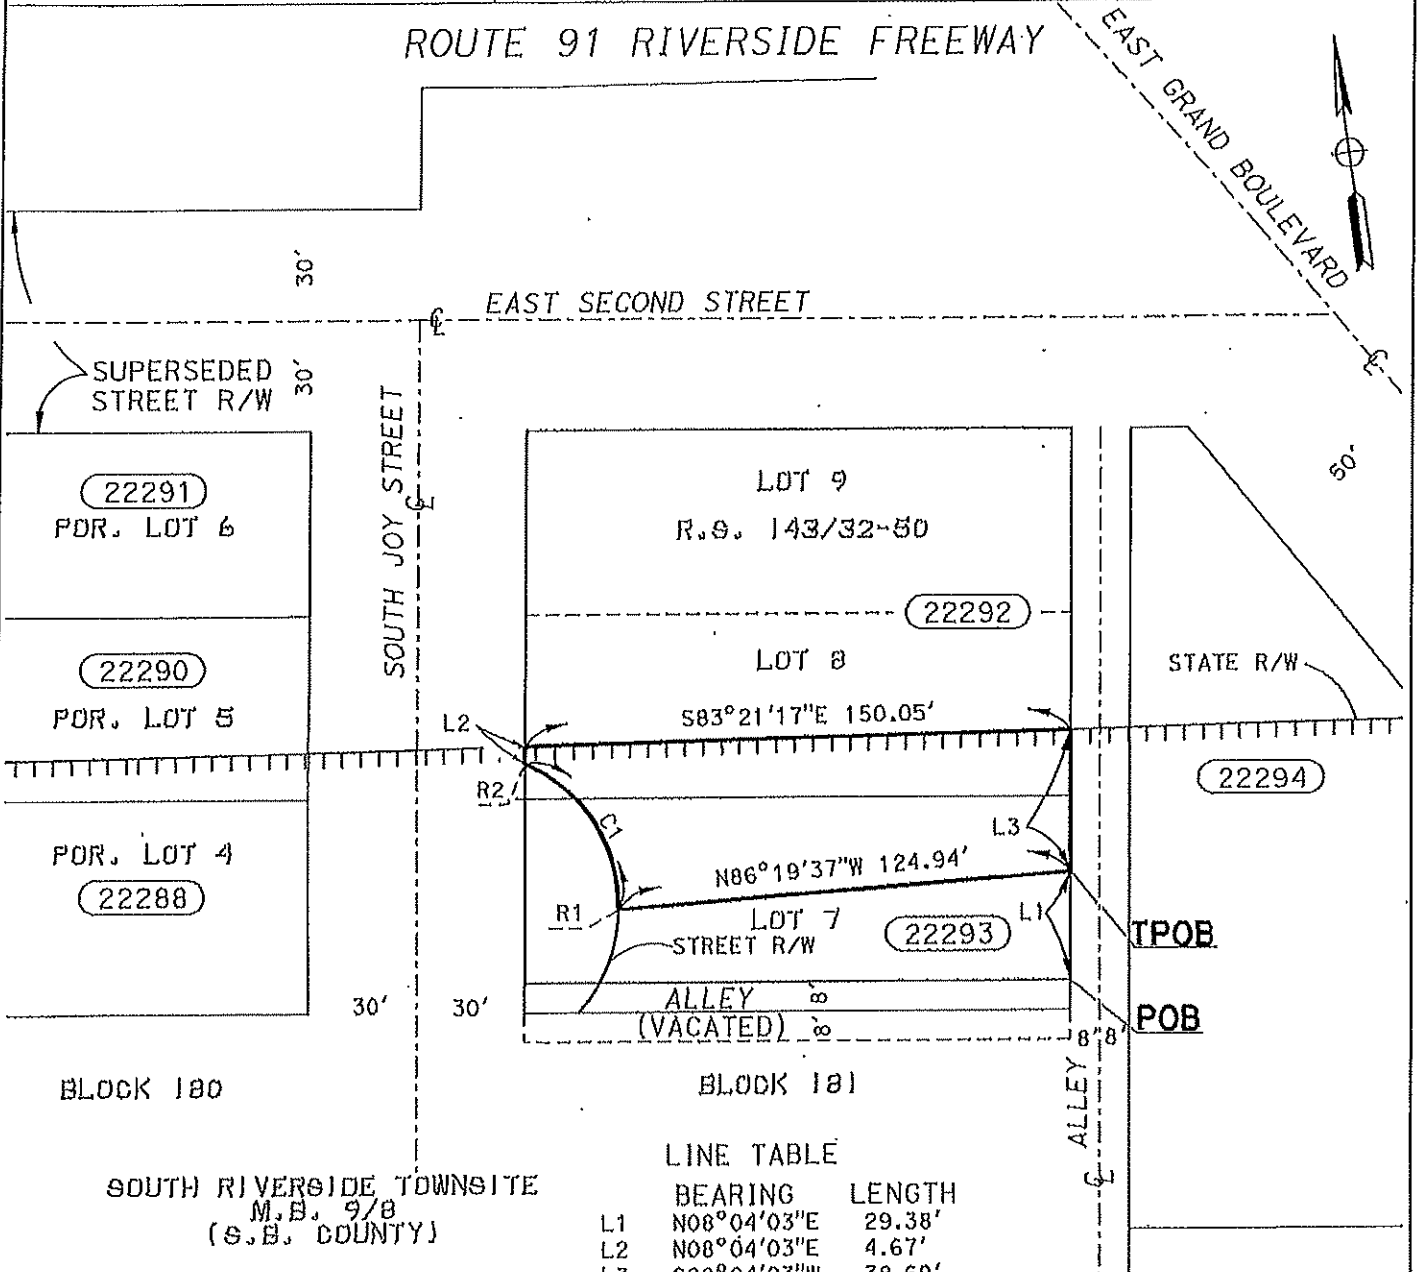 ROUTE 91 RIVERSIDE FREEWAY
EAST GRAND BOULEVARD
30'
EAST SECOND STREET
30'
SUPERSEDED
STREET R/W
SOUTH JOY STREET
50'
22291
POR. LOT 6
LOT 9
R.S. 143/32-50
22292
22290
POR. LOT 5
LOT 8
STATE R/W
L2
S83°21'17"E 150.05'
22294
R2
C1
L3
POR. LOT 4
22288
N86°19'37"W 124.94'
R1
LOT 7
22293
L1
TPOB
STREET R/W
30'
30'
ALLEY 8'
(VACATED) 8'
POB
8' 8'
ALLEY
BLOCK 180
BLOCK 181
LINE TABLE
SOUTH RIVERSIDE TOWNSITE
M.B. 9/8
(S.B. COUNTY)
BEARING LENGTH
L1 N08°04'03"E 29.38'
L2 N08°04'03"E 4.67'